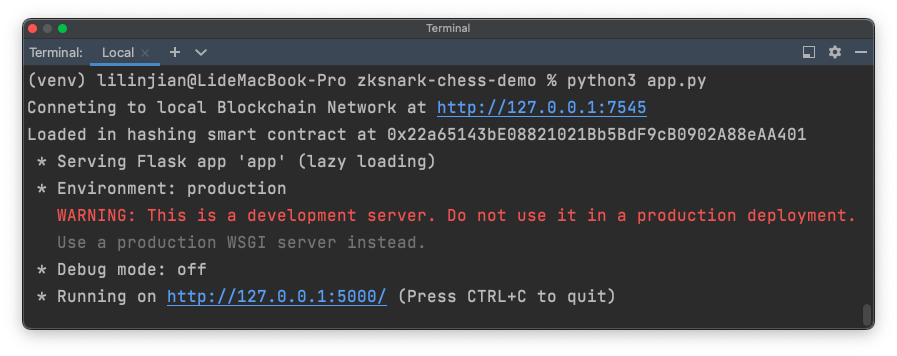 Terminal
Terminal: Local × + 
(venv) lilinjian@LideMacBook-Pro zksnark-chess-demo % python3 app.py
Conneting to local Blockchain Network at http://127.0.0.1:7545
Loaded in hashing smart contract at 0x22a65143bE08821021Bb5BdF9cB0902A88eAA401
* Serving Flask app 'app' (lazy loading)
* Environment: production
WARNING: This is a development server. Do not use it in a production deployment.
Use a production WSGI server instead.
* Debug mode: off
* Running on http://127.0.0.1:5000/ (Press CTRL+C to quit)